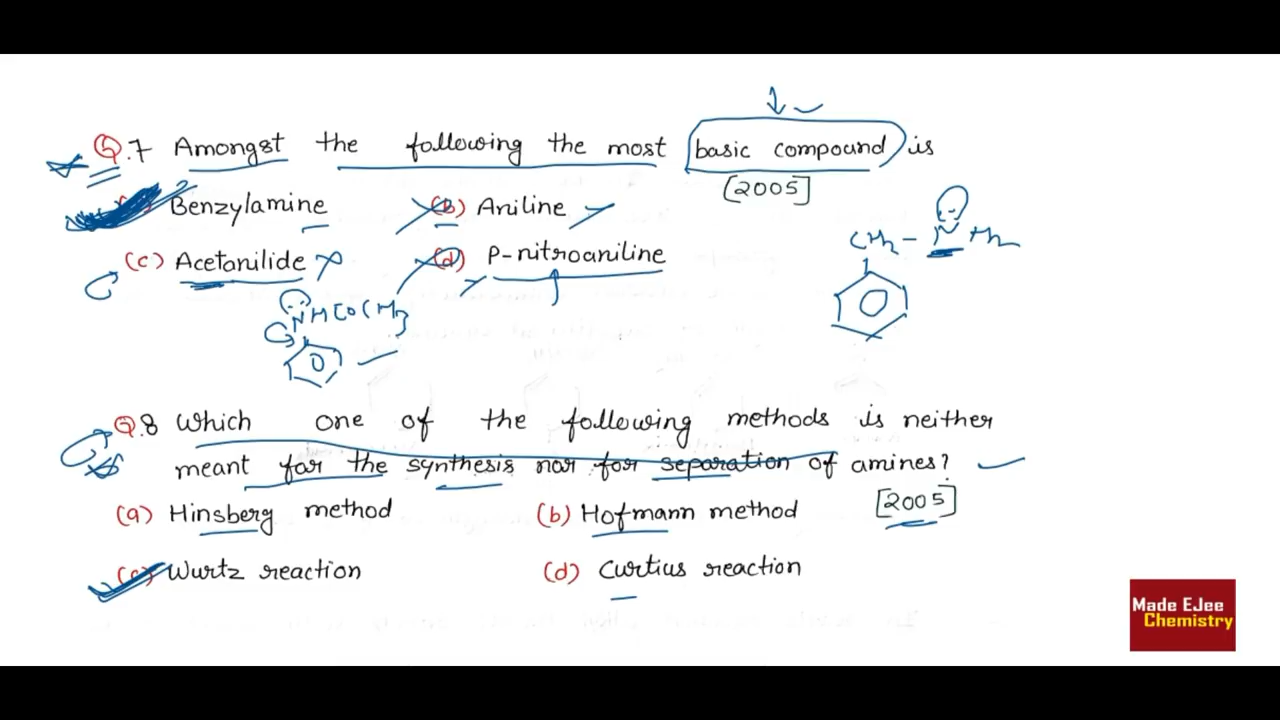 Q.7 Amongst the following the most basic compound is
[2005]
Benzylamine (b) Aniline
(c) Acetanilide (d) P-nitroaniline
CH2 - NH2
NHCOCH3
Q.8 Which one of the following methods is neither
meant for the synthesis nor for separation of amines?
(a) Hinsberg method (b) Hofmann method [2005]
(c) Wurtz reaction (d) Curtius reaction
Made EJee
Chemistry